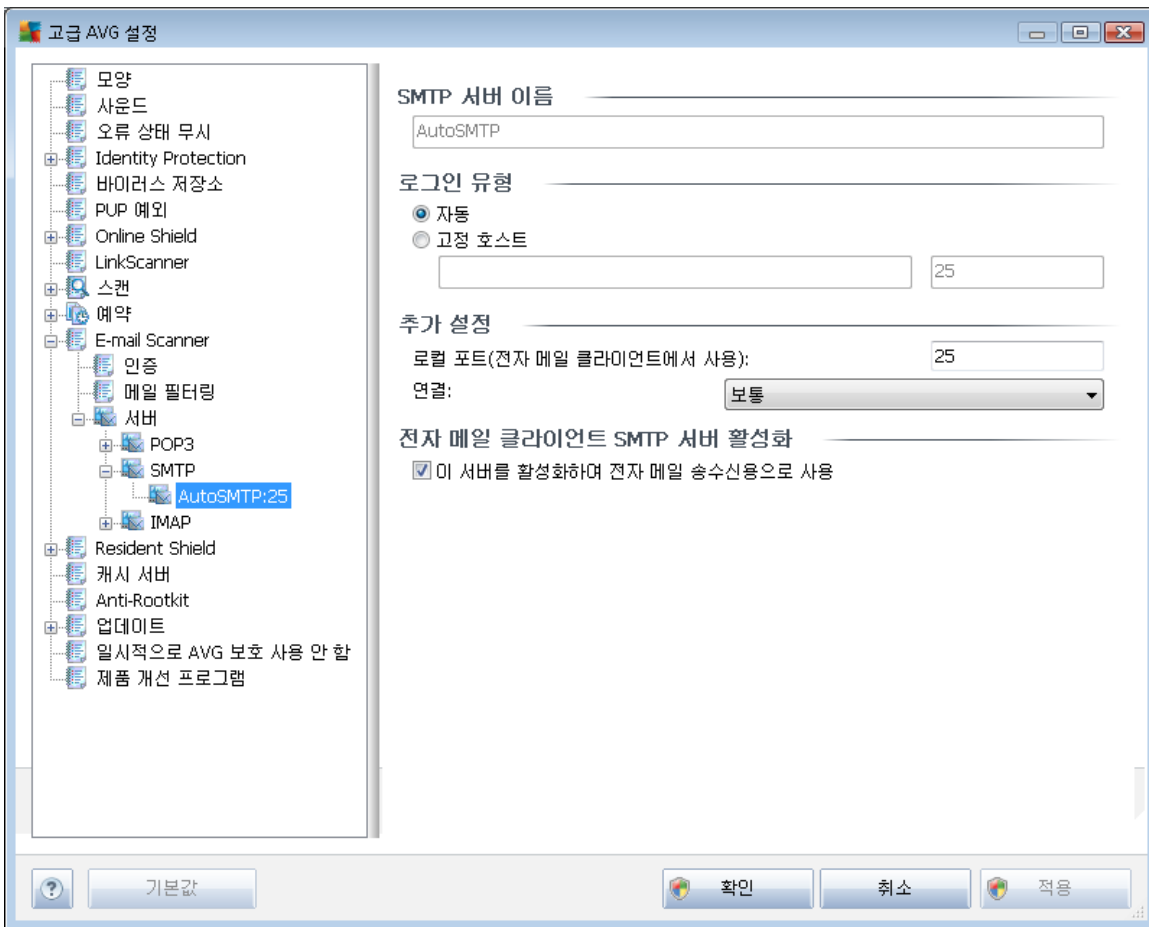 고급 AVG 설정
모양
사운드
오류 상태 무시
Identity Protection
바이러스 저장소
PUP 예외
Online Shield
LinkScanner
스캔
예약
E-mail Scanner
인증
메일 필터링
서버
POP3
SMTP
AutoSMTP:25
IMAP
Resident Shield
캐시 서버
Anti-Rootkit
업데이트
일시적으로 AVG 보호 사용 안 함
제품 개선 프로그램
SMTP 서버 이름
AutoSMTP
로그인 유형
자동
고정 호스트
25
추가 설정
로컬 포트(전자 메일 클라이언트에서 사용): 25
연결: 보통
전자 메일 클라이언트 SMTP 서버 활성화
이 서버를 활성화하여 전자 메일 송수신용으로 사용
? 기본값 확인 취소 적용